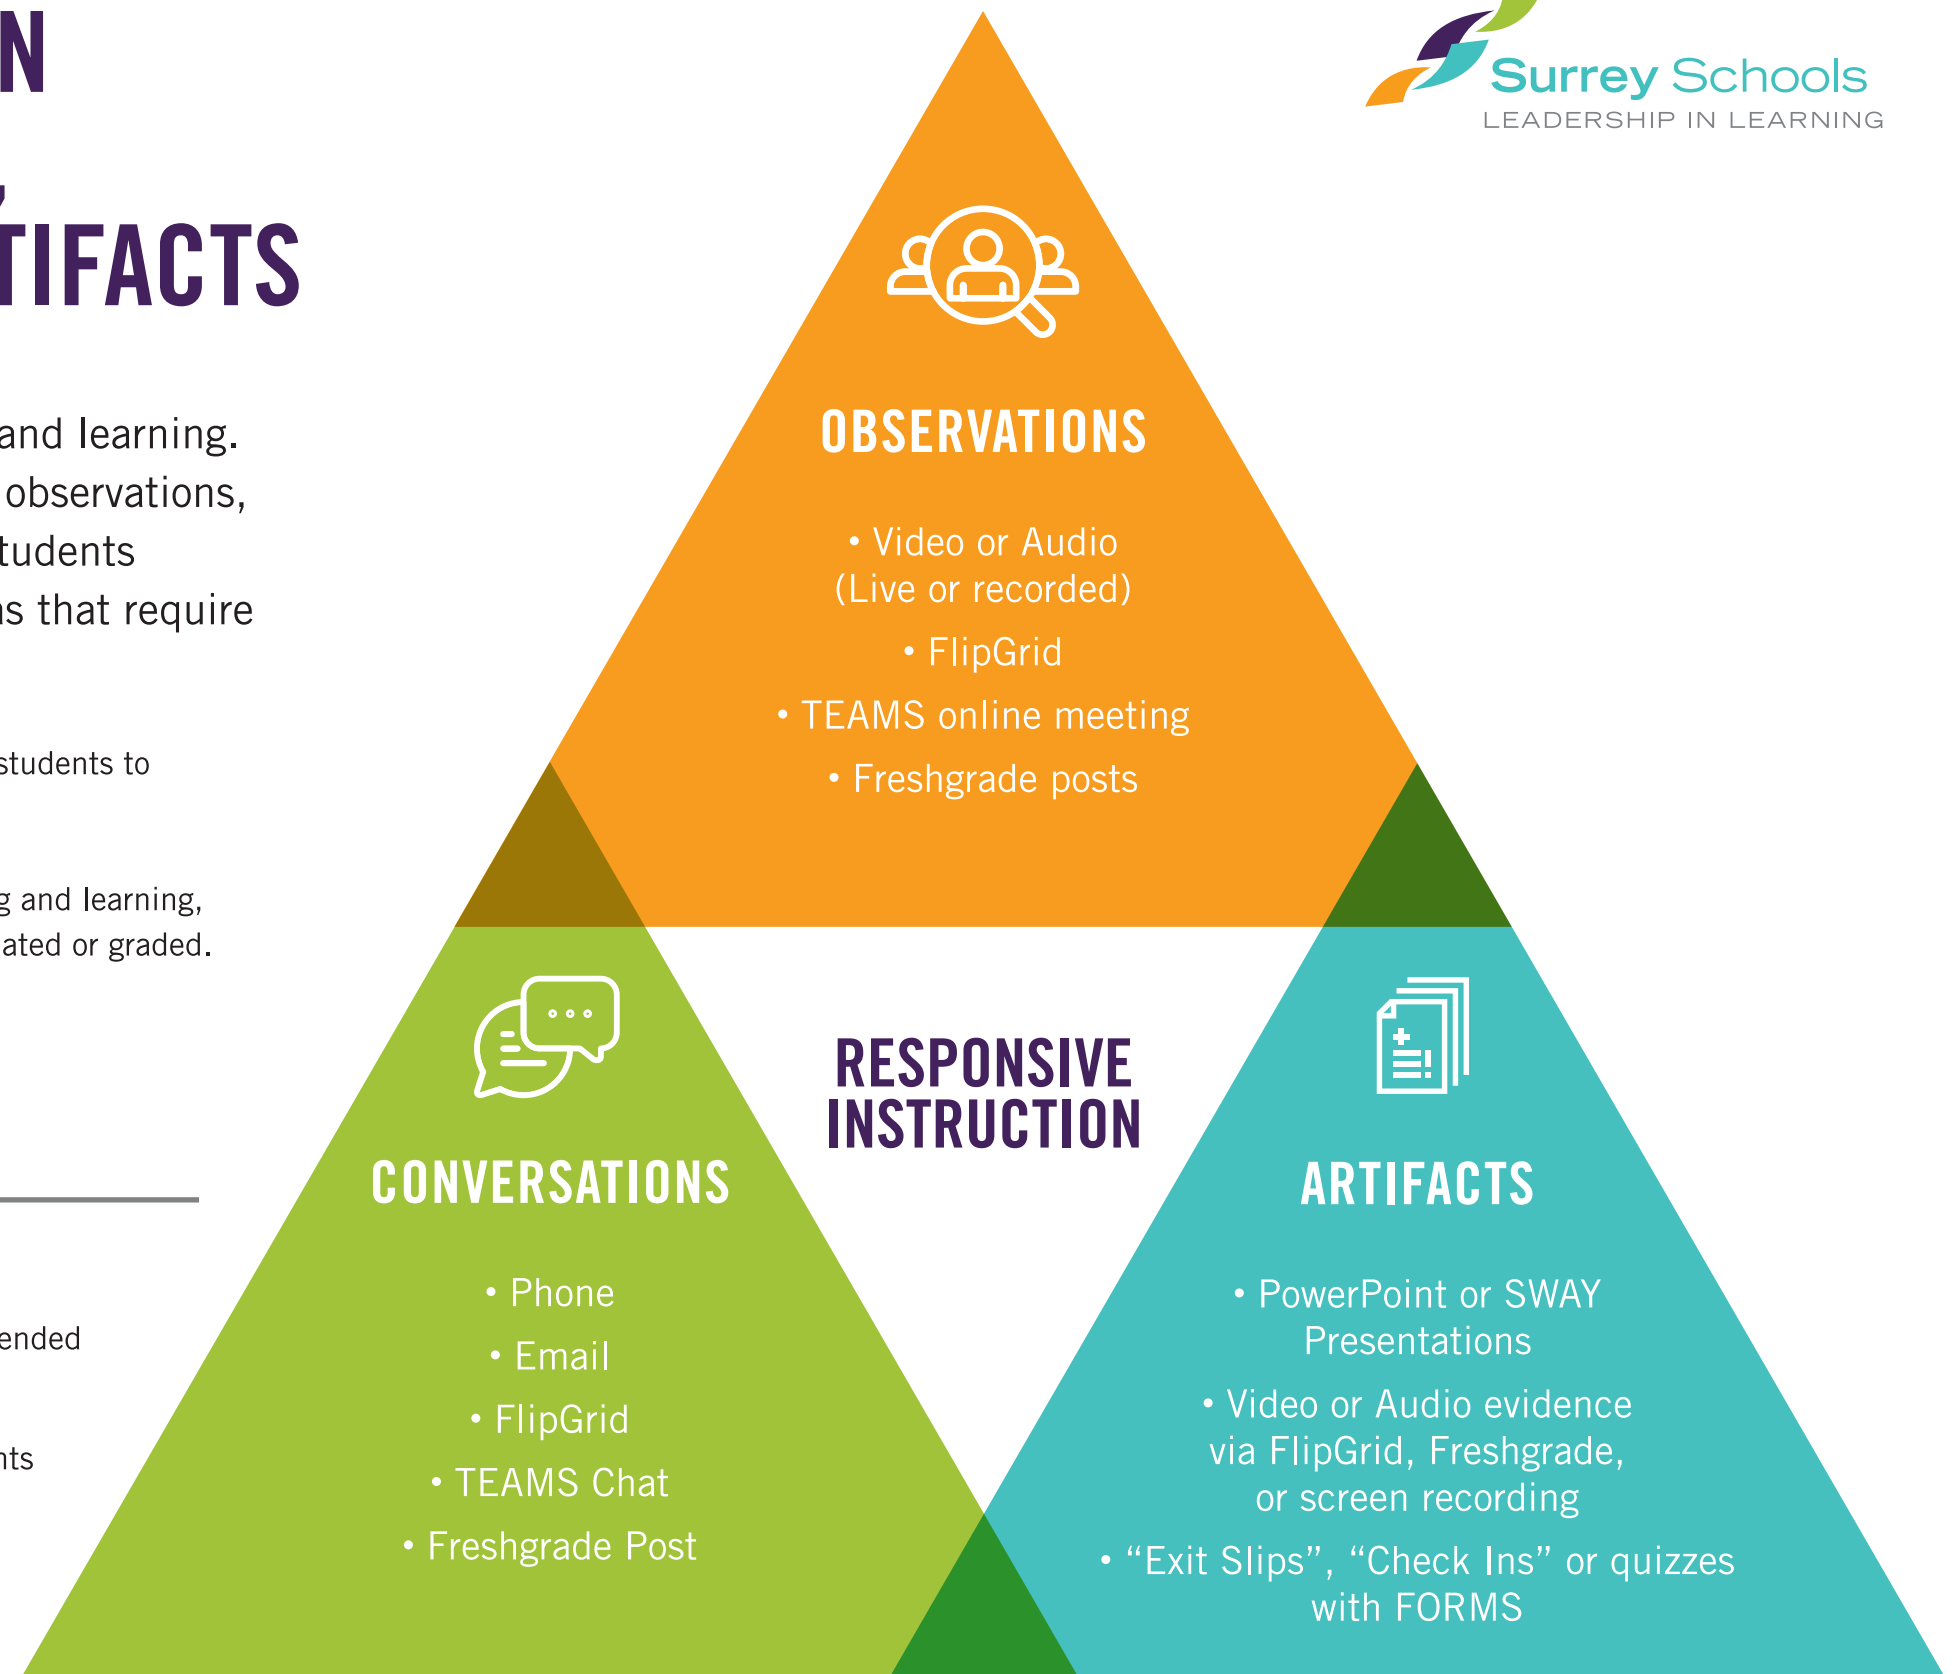 N
TIFACTS
and learning.
observations,
tudents
s that require
students to
g and learning,
ated or graded.
ended
nts
Surrey Schools
LEADERSHIP IN LEARNING
OBSERVATIONS
• Video or Audio
(Live or recorded)
• FlipGrid
• TEAMS online meeting
• Freshgrade posts
RESPONSIVE
INSTRUCTION
CONVERSATIONS
• Phone
• Email
• FlipGrid
• TEAMS Chat
• Freshgrade Post
ARTIFACTS
• PowerPoint or SWAY
Presentations
• Video or Audio evidence
via FlipGrid, Freshgrade,
or screen recording
• “Exit Slips”, “Check Ins” or quizzes
with FORMS